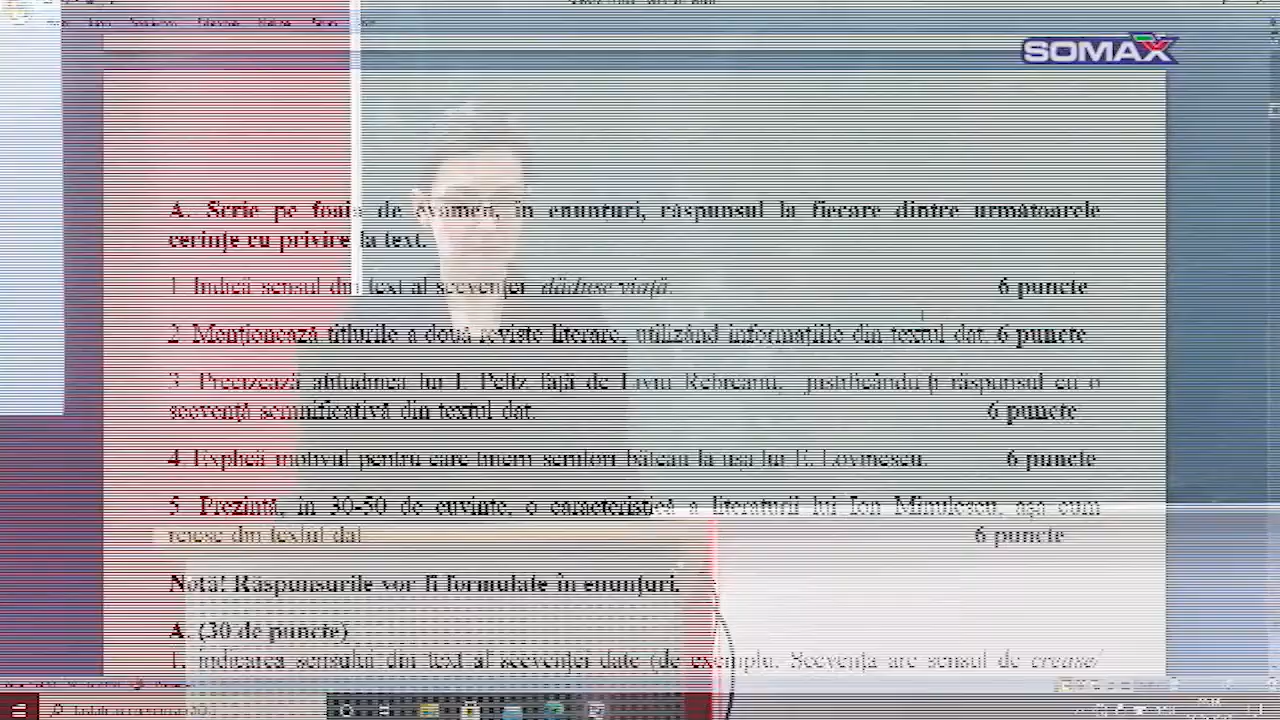 SOMAX
A. Scrie pe foaia de examen, în enunțuri, răspunsul la fiecare dintre următoarele
cerințe cu privire la text.
1. Indică sensul din text al secvenței dăduse viață. 6 puncte
2. Menționează titlurile a două reviste literare, utilizând informațiile din textul dat. 6 puncte
3. Precizează atitudinea lui I. Peltz față de Liviu Rebreanu, justificându-ți răspunsul cu o
secvență semnificativă din textul dat. 6 puncte
4. Explică motivul pentru care tinerii scriitori băteau la ușa lui E. Lovinescu. 6 puncte
5. Prezintă, în 30-50 de cuvinte, o caracteristică a literaturii lui Ion Minulescu, așa cum
reiese din textul dat. 6 puncte
Notă! Răspunsurile vor fi formulate în enunțuri.
A. (30 de puncte)
1. indicarea sensului din text al secvenței date (de exemplu: Secvența are sensul de crease/